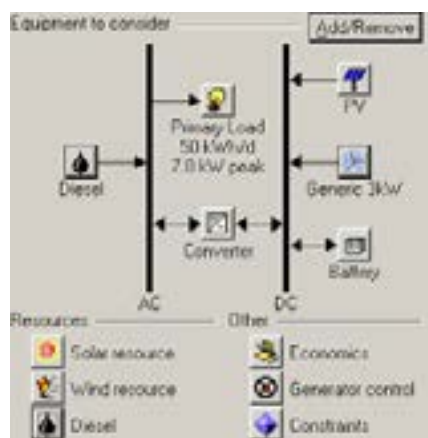 Equipment to consider
Add/Remove
PV
Primary Load
50 kWh/d
7.8 kW peak
Diesel
Generic 3kW
Converter
Battery
AC
DC
Resources
Other
Solar resource
Economics
Wind resource
Generator control
Diesel
Constraints